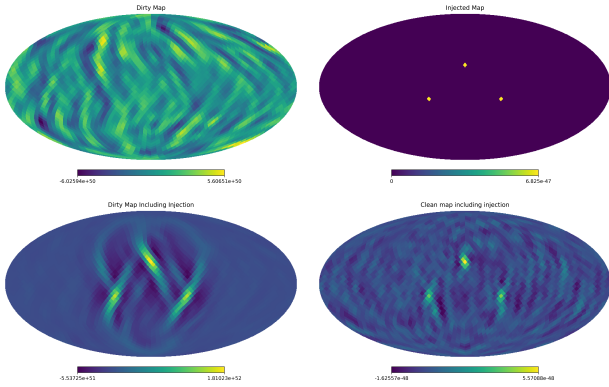 Dirty Map
Injected Map
-6.02594e+50 5.60651e+50
0 6.825e-47
Dirty Map Including Injection
Clean map including injection
-5.53725e+51 1.81023e+52
-1.62557e-48 5.57088e-48